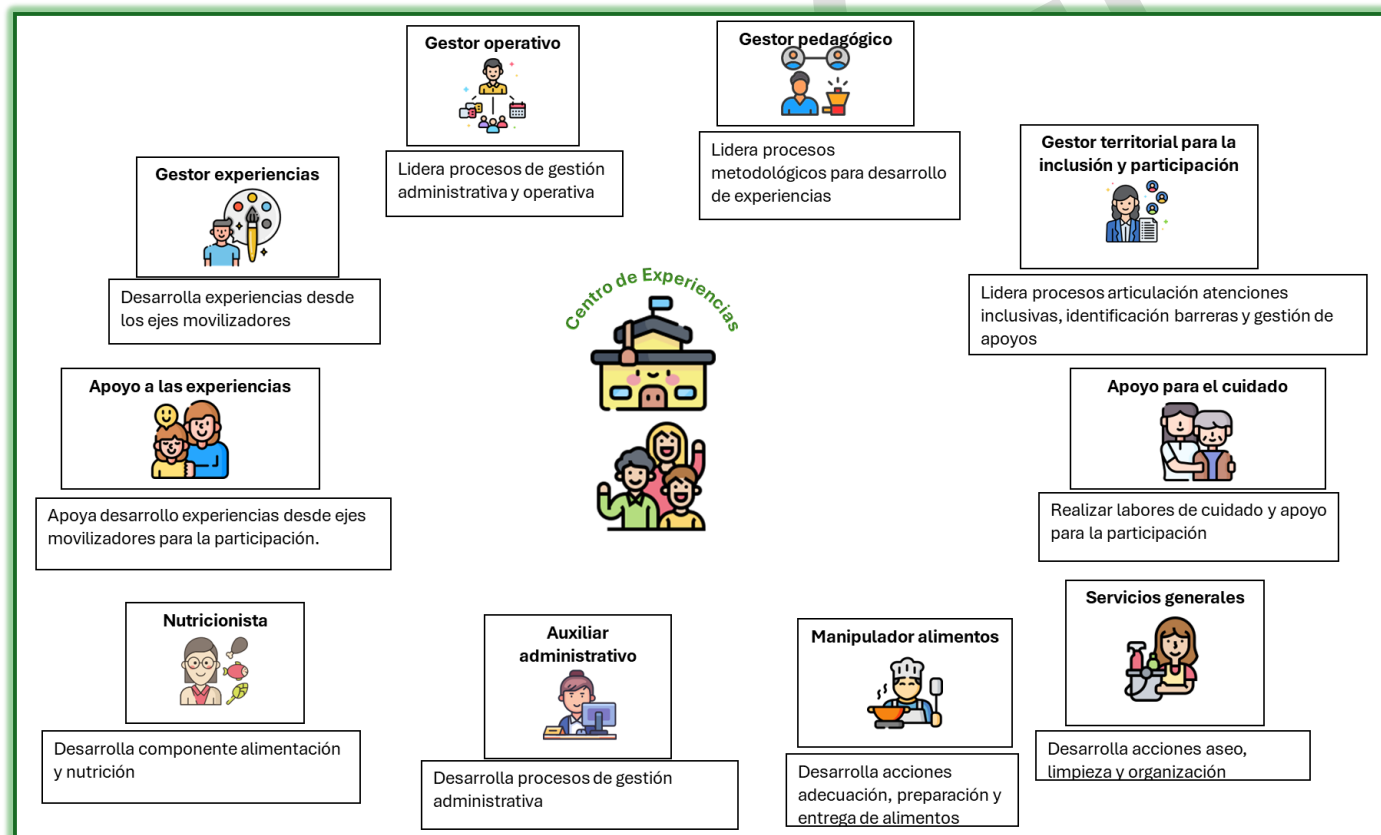 Gestor operativo
Lidera procesos de gestión
administrativa y operativa
Gestor pedagógico
Lidera procesos
metodológicos para desarrollo
de experiencias
Gestor territorial para la
inclusión y participación
Lidera procesos articulación atenciones
inclusivas, identificación barreras y gestión de
apoyos
Gestor experiencias
Desarrolla experiencias desde
los ejes movilizadores
Centro de Experiencias
Apoyo a las experiencias
Apoya desarrollo experiencias desde ejes
movilizadores para la participación.
Apoyo para el cuidado
Realizar labores de cuidado y apoyo
para la participación
Nutricionista
Desarrolla componente alimentación
y nutrición
Auxiliar
administrativo
Desarrolla procesos de gestión
administrativa
Manipulador alimentos
Desarrolla acciones
adecuación, preparación y
entrega de alimentos
Servicios generales
Desarrolla acciones aseo,
limpieza y organización